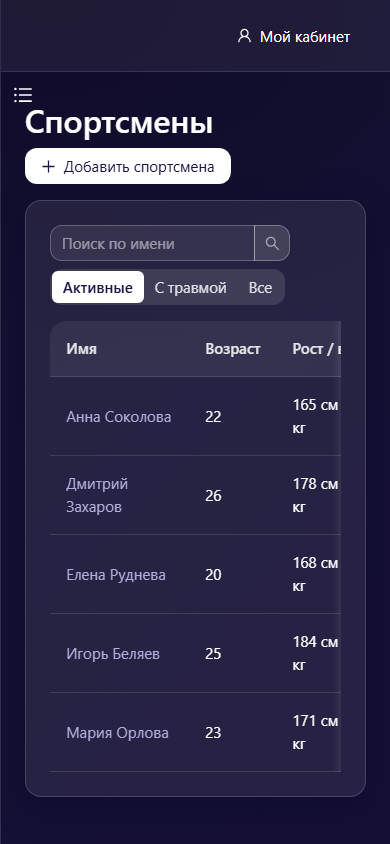 Мой кабинет
Спортсмены
Добавить спортсмена
Поиск по имени
Активные С травмой Все
Имя Возраст Рост /
Анна Соколова 22 165 см
кг
Дмитрий
Захаров 26 178 см
кг
Елена Руднева 20 168 см
кг
Игорь Беляев 25 184 см
кг
Мария Орлова 23 171 см
кг